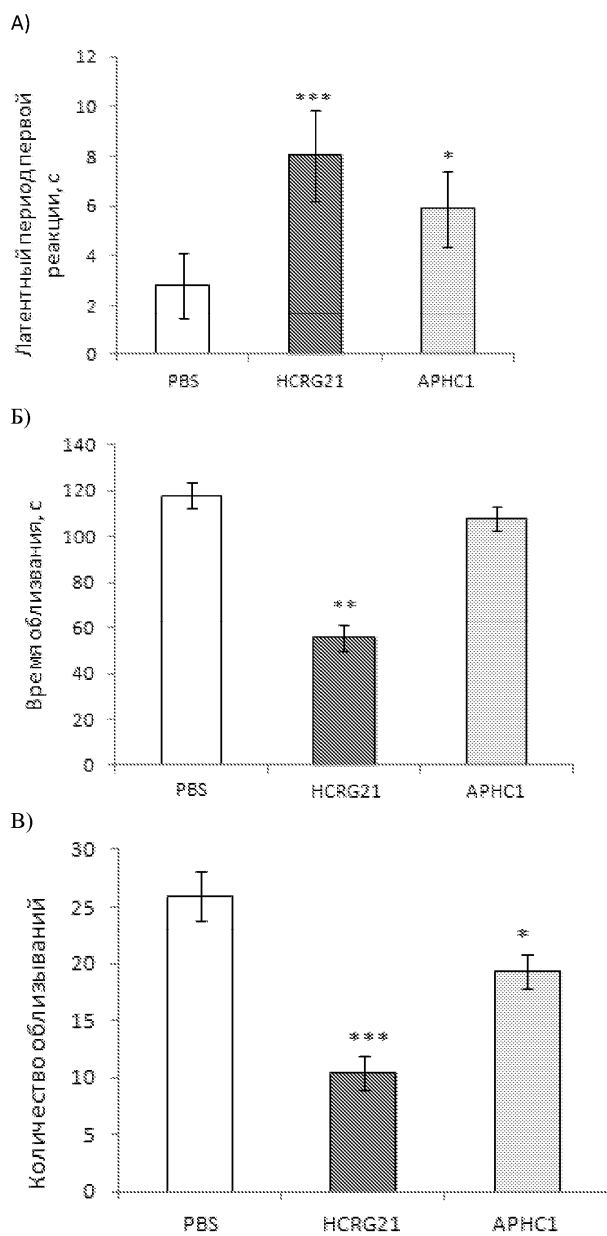 А)
Латентный период первой
реакции, с
12
10
8
6
4
2
0
***
*
PBS
HCRG21
APHC1
Б)
Время облизвания, с
140
120
100
80
60
40
20
0
**
PBS
HCRG21
APHC1
В)
Количество облизываний
30
25
20
15
10
5
0
***
*
PBS
HCRG21
APHC1